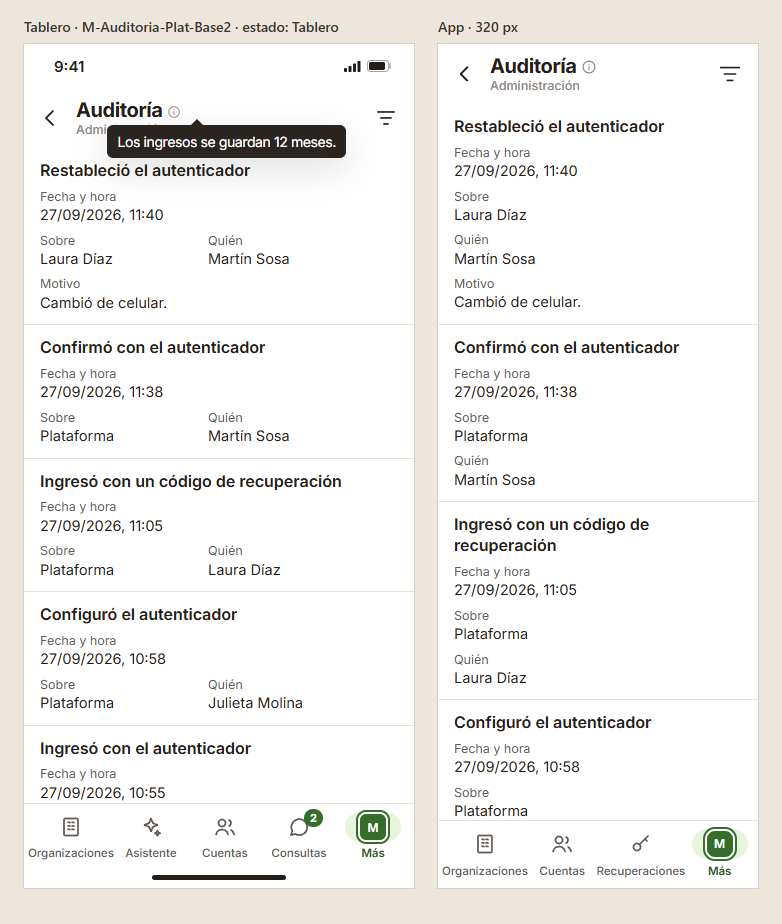 Tablero · M-Auditoria-Plat-Base2 · estado: Tablero
9:41
Auditoría
Admi
Los ingresos se guardan 12 meses.
Restableció el autenticador
Fecha y hora
27/09/2026, 11:40
Sobre Quién
Laura Díaz Martín Sosa
Motivo
Cambió de celular.
Confirmó con el autenticador
Fecha y hora
27/09/2026, 11:38
Sobre Quién
Plataforma Martín Sosa
Ingresó con un código de recuperación
Fecha y hora
27/09/2026, 11:05
Sobre Quién
Plataforma Laura Díaz
Configuró el autenticador
Fecha y hora
27/09/2026, 10:58
Sobre Quién
Plataforma Julieta Molina
Ingresó con el autenticador
Fecha y hora
27/09/2026, 10:55
2
M
Organizaciones Asistente Cuentas Consultas Más
App · 320 px
Auditoría
Administración
Restableció el autenticador
Fecha y hora
27/09/2026, 11:40
Sobre
Laura Díaz
Quién
Martín Sosa
Motivo
Cambió de celular.
Confirmó con el autenticador
Fecha y hora
27/09/2026, 11:38
Sobre
Plataforma
Quién
Martín Sosa
Ingresó con un código de
recuperación
Fecha y hora
27/09/2026, 11:05
Sobre
Plataforma
Quién
Laura Díaz
Configuró el autenticador
Fecha y hora
27/09/2026, 10:58
Sobre
Plataforma
M
Organizaciones Cuentas Recuperaciones Más